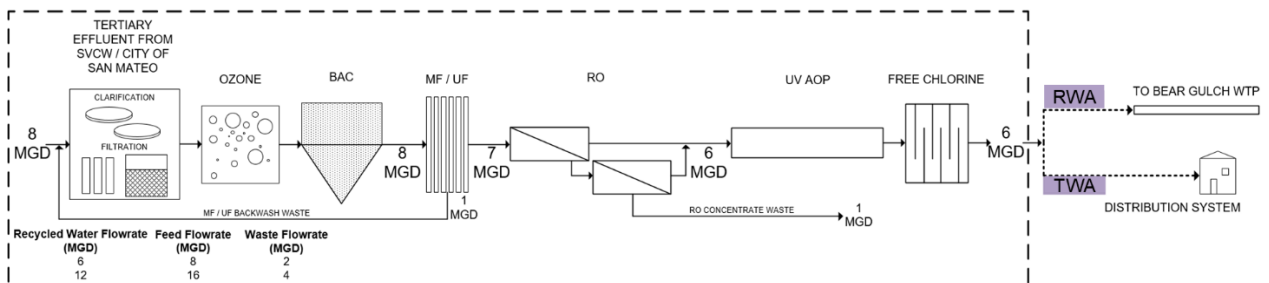 TERTIARY
EFFLUENT FROM
SVCW / CITY OF
SAN MATEO
OZONE
BAC
MF / UF
RO
UV AOP
FREE CHLORINE
CLARIFICATION
FILTRATION
8
MGD
8
MGD
7
MGD
6
MGD
6
MGD
RWA
TO BEAR GULCH WTP
TWA
DISTRIBUTION SYSTEM
MF / UF BACKWASH WASTE
1
MGD
RO CONCENTRATE WASTE
1
MGD
Recycled Water Flowrate Feed Flowrate Waste Flowrate
(MGD) (MGD) (MGD)
6 8 2
12 16 4